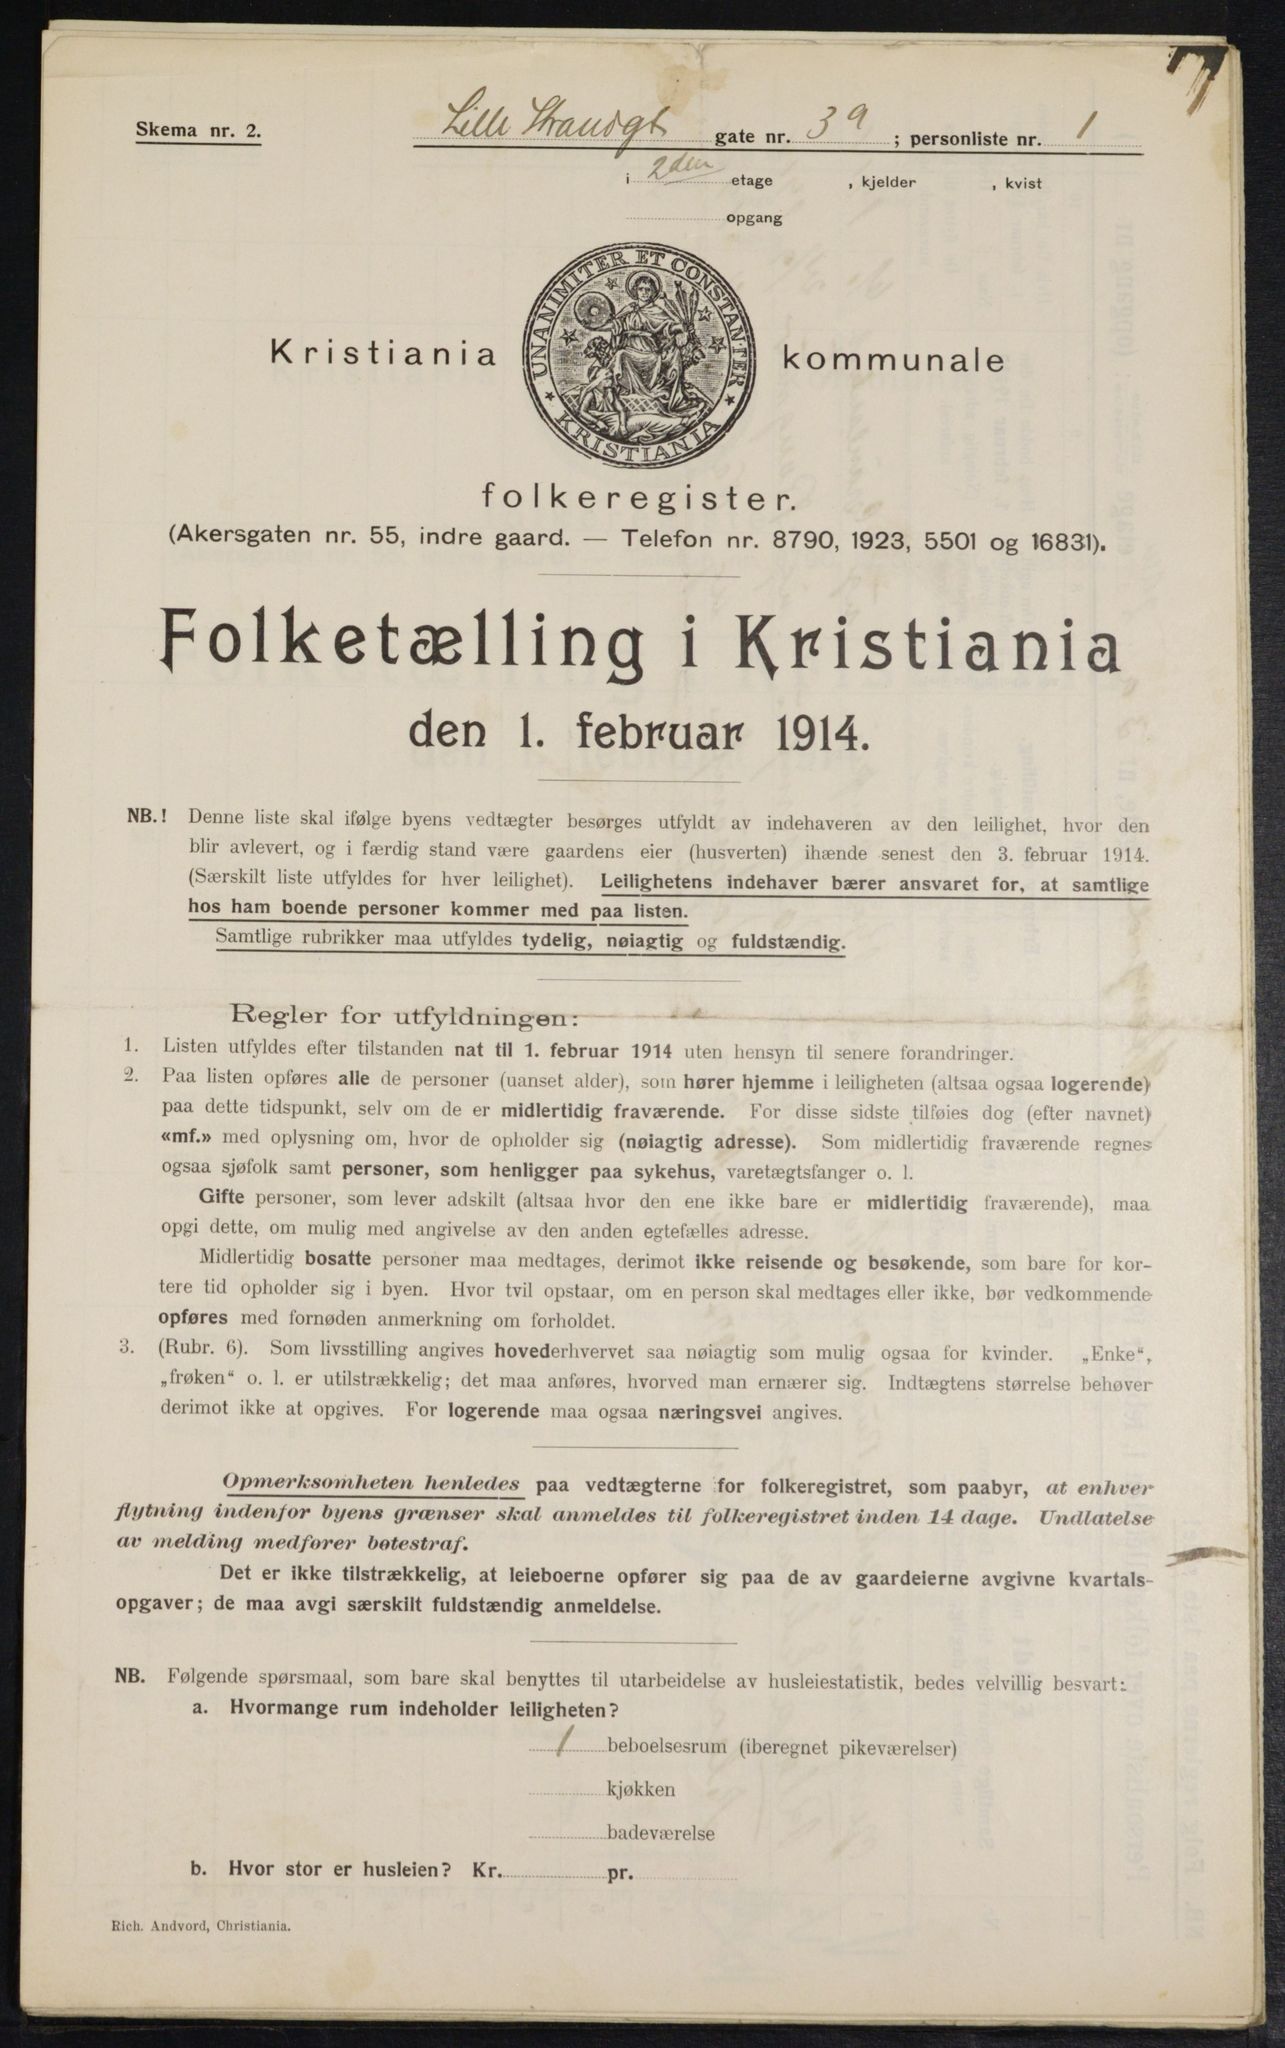 Skema nr. 2.
Lille Strandgt gate nr. 3a ; personliste nr. 1
i 2den etage , kjelder , kvist
opgang
UNANIMITER ET CONSTANTER
KRISTIANIA
Kristiania kommunale
folkeregister.
(Akersgaten nr. 55, indre gaard. — Telefon nr. 8790, 1923, 5501 og 16831).
Folketælling i Kristiania
den 1. februar 1914.
NB.! Denne liste skal ifølge byens vedtægter besørges utfyldt av indehaveren av den leilighet, hvor den
blir avlevert, og i færdig stand være gaardens eier (husverten) ihænde senest den 3. februar 1914.
(Særskilt liste utfyldes for hver leilighet). Leilighetens indehaver bærer ansvaret for, at samtlige
hos ham boende personer kommer med paa listen.
Samtlige rubrikker maa utfyldes tydelig, nøiagtig og fuldstændig.
Regler for utfyldningen:
1. Listen utfyldes efter tilstanden nat til 1. februar 1914 uten hensyn til senere forandringer.
2. Paa listen opføres alle de personer (uanset alder), som hører hjemme i leiligheten (altsaa ogsaa logerende)
paa dette tidspunkt, selv om de er midlertidig fraværende. For disse sidste tilføies dog (efter navnet)
«mf.» med oplysning om, hvor de opholder sig (nøiagtig adresse). Som midlertidig fraværende regnes
ogsaa sjøfolk samt personer, som henligger paa sykehus, varetægtsfanger o. l.
Gifte personer, som lever adskilt (altsaa hvor den ene ikke bare er midlertidig fraværende), maa
opgi dette, om mulig med angivelse av den anden egtefælles adresse.
Midlertidig bosatte personer maa medtages, derimot ikke reisende og besøkende, som bare for kor-
tere tid opholder sig i byen. Hvor tvil opstaar, om en person skal medtages eller ikke, bør vedkommende
opføres med fornøden anmerkning om forholdet.
3. (Rubr. 6). Som livsstilling angives hovederhvervet saa nøiagtig som mulig ogsaa for kvinder. „Enke“,
„frøken“ o. l. er utilstrækkelig; det maa anføres, hvorved man ernærer sig. Indtægtens størrelse behøver
derimot ikke at opgives. For logerende maa ogsaa næringsvei angives.
Opmerksomheten henledes paa vedtægterne for folkeregistret, som paabyr, at enhver
flytning indenfor byens grænser skal anmeldes til folkeregistret inden 14 dage. Undlatelse
av melding medfører bøtestraf.
Det er ikke tilstrækkelig, at leieboerne opfører sig paa de av gaardeierne avgivne kvartals-
opgaver; de maa avgi særskilt fuldstændig anmeldelse.
NB. Følgende spørsmaal, som bare skal benyttes til utarbeidelse av husleiestatistik, bedes velvillig besvart:
a. Hvormange rum indeholder leiligheten?
1 beboelsesrum (iberegnet pikeværelser)
kjøkken
badeværelse
b. Hvor stor er husleien? Kr. pr.
Rich. Andvord, Christiania.